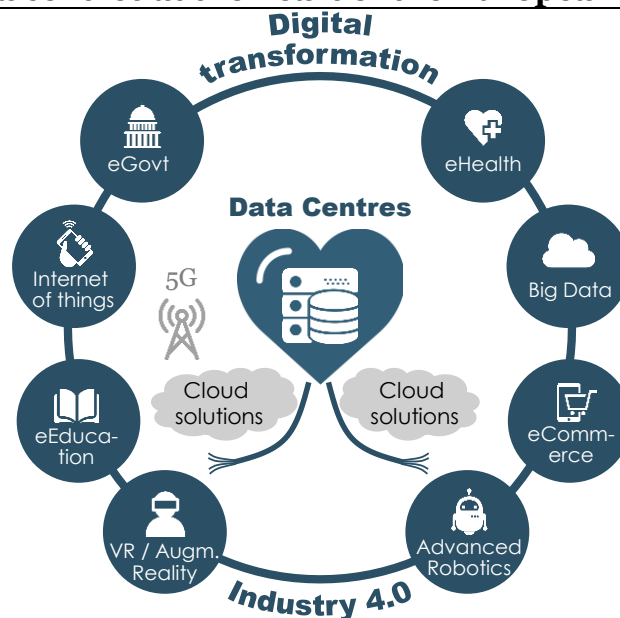 Digital
transformation
eGovt
eHealth
Data Centres
Internet
of things
5G
Big Data
Cloud
solutions
Cloud
solutions
eEduca-
tion
eComm-
erce
VR / Augm.
Reality
Advanced
Robotics
Industry 4.0